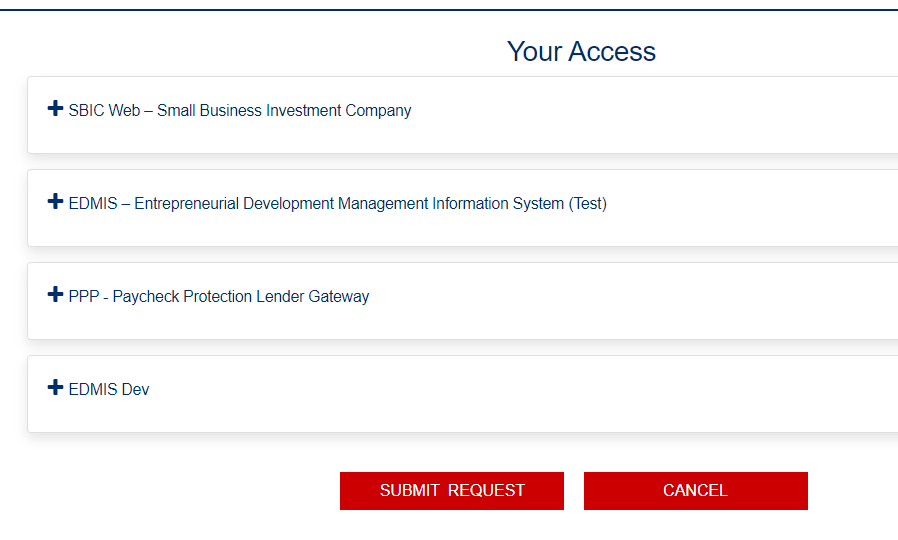 Your Access
SBIC Web – Small Business Investment Company
EDMIS – Entrepreneurial Development Management Information System (Test)
PPP - Paycheck Protection Lender Gateway
EDMIS Dev
SUBMIT REQUEST
CANCEL